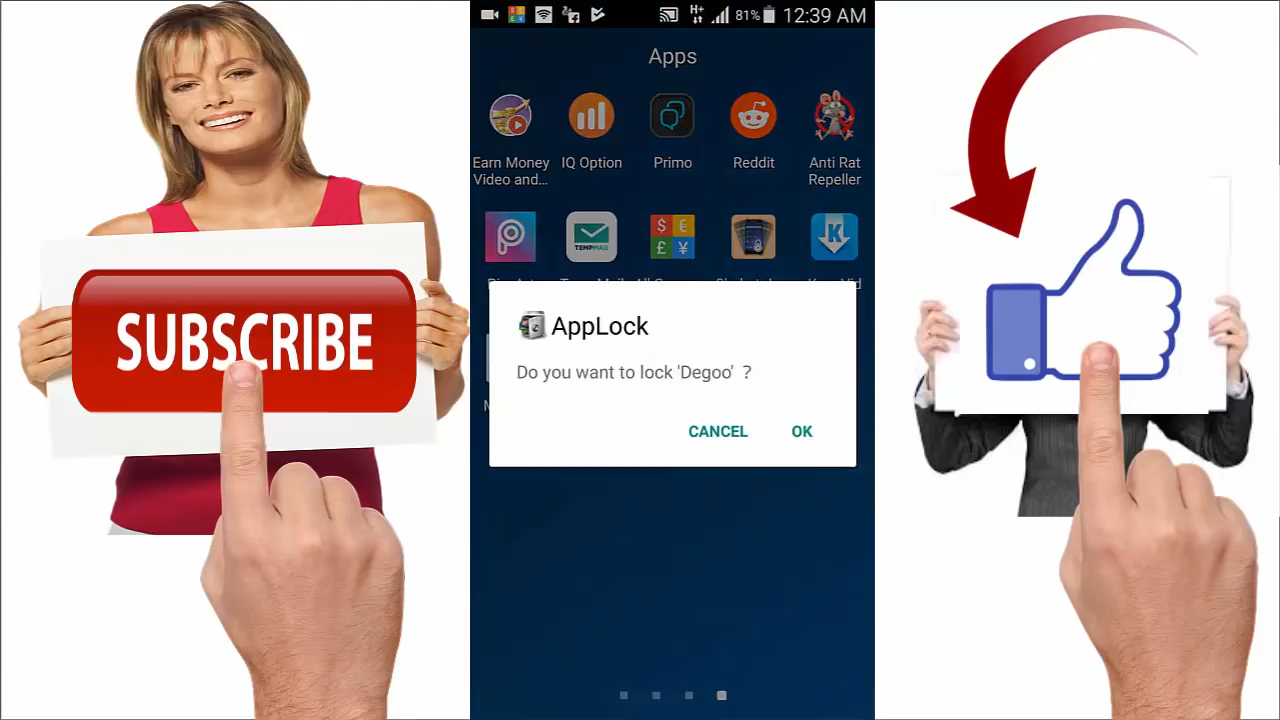 81% 12:39 AM
Apps
Earn Money Video and...
IQ Option
Primo
Reddit
Anti Rat Repeller
TEMPMAIL
AppLock
Do you want to lock 'Degoo' ?
CANCEL OK
SUBSCRIBE